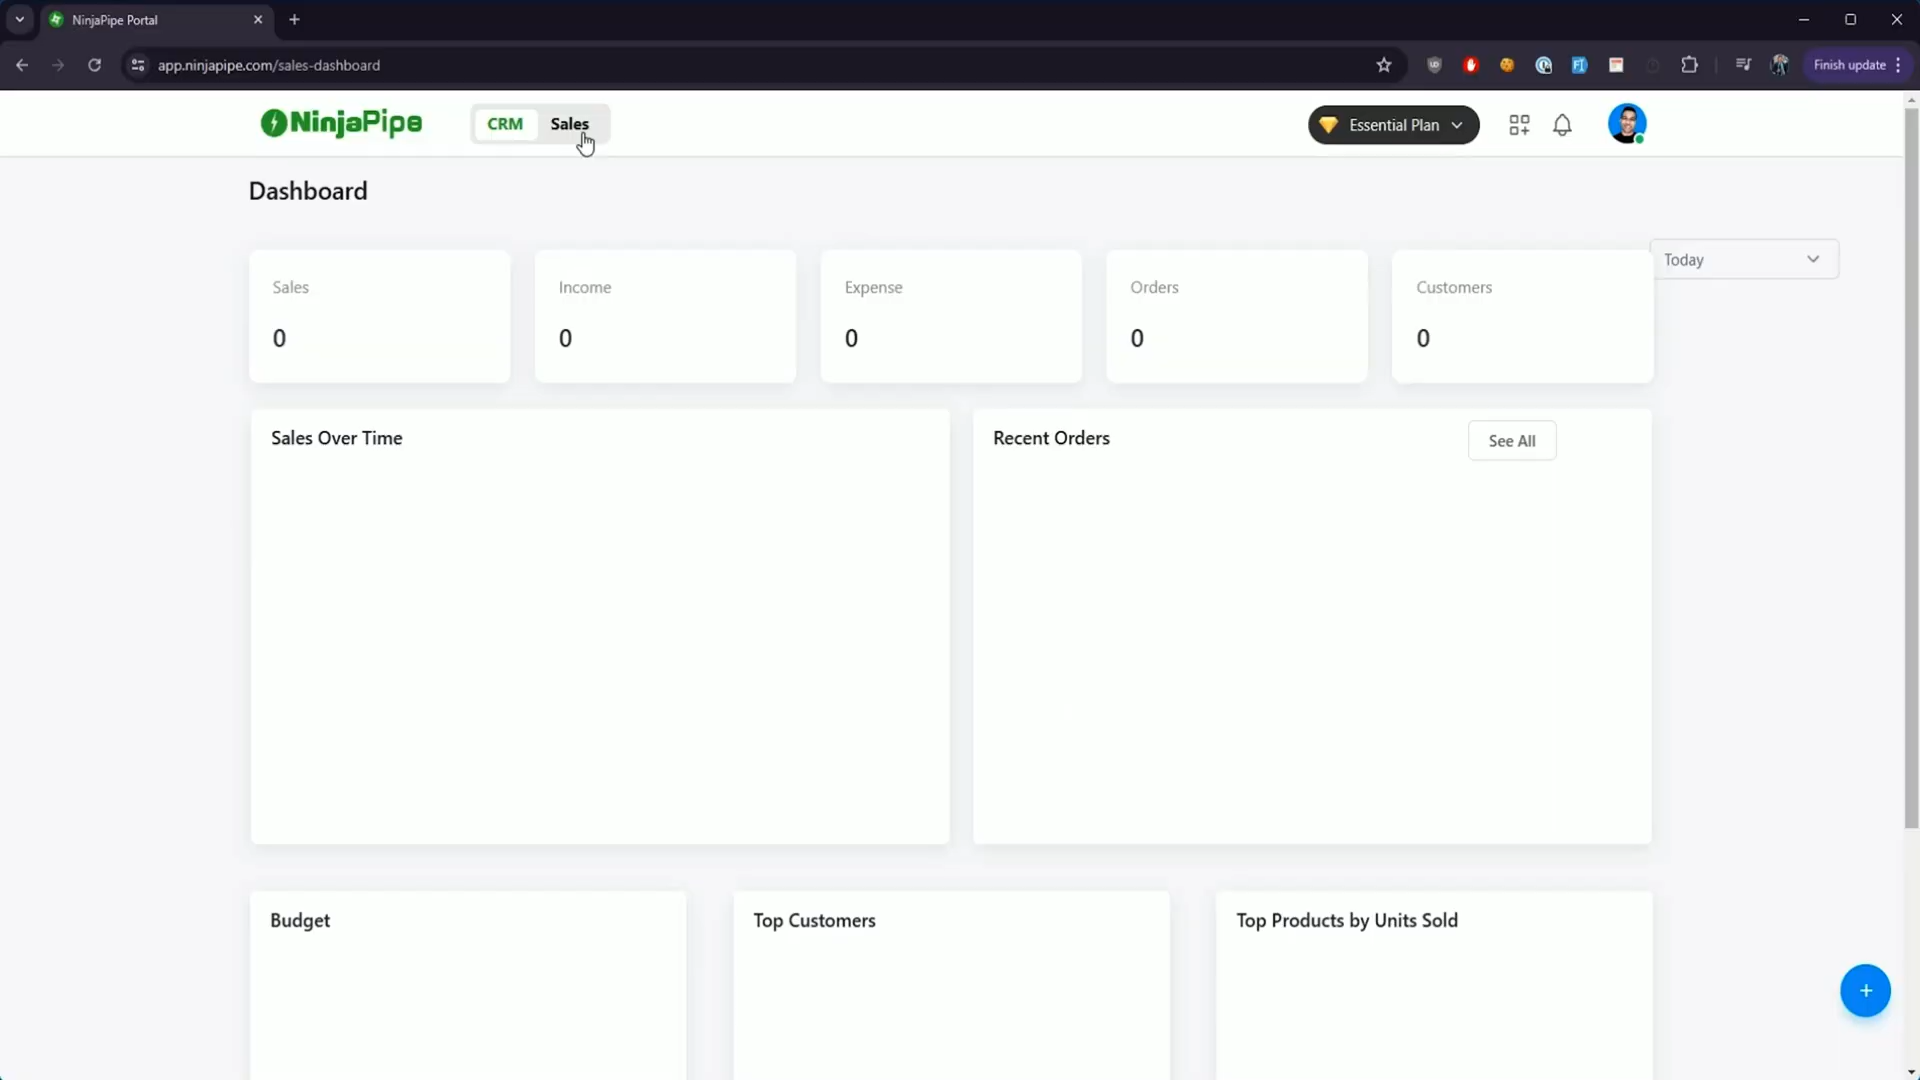 NinjaPipe Portal
app.ninjapipe.com/sales-dashboard
Finish update
NinjaPipe
CRM
Sales
Essential Plan
Dashboard
Today
Sales
0
Income
0
Expense
0
Orders
0
Customers
0
Sales Over Time
Recent Orders
See All
Budget
Top Customers
Top Products by Units Sold